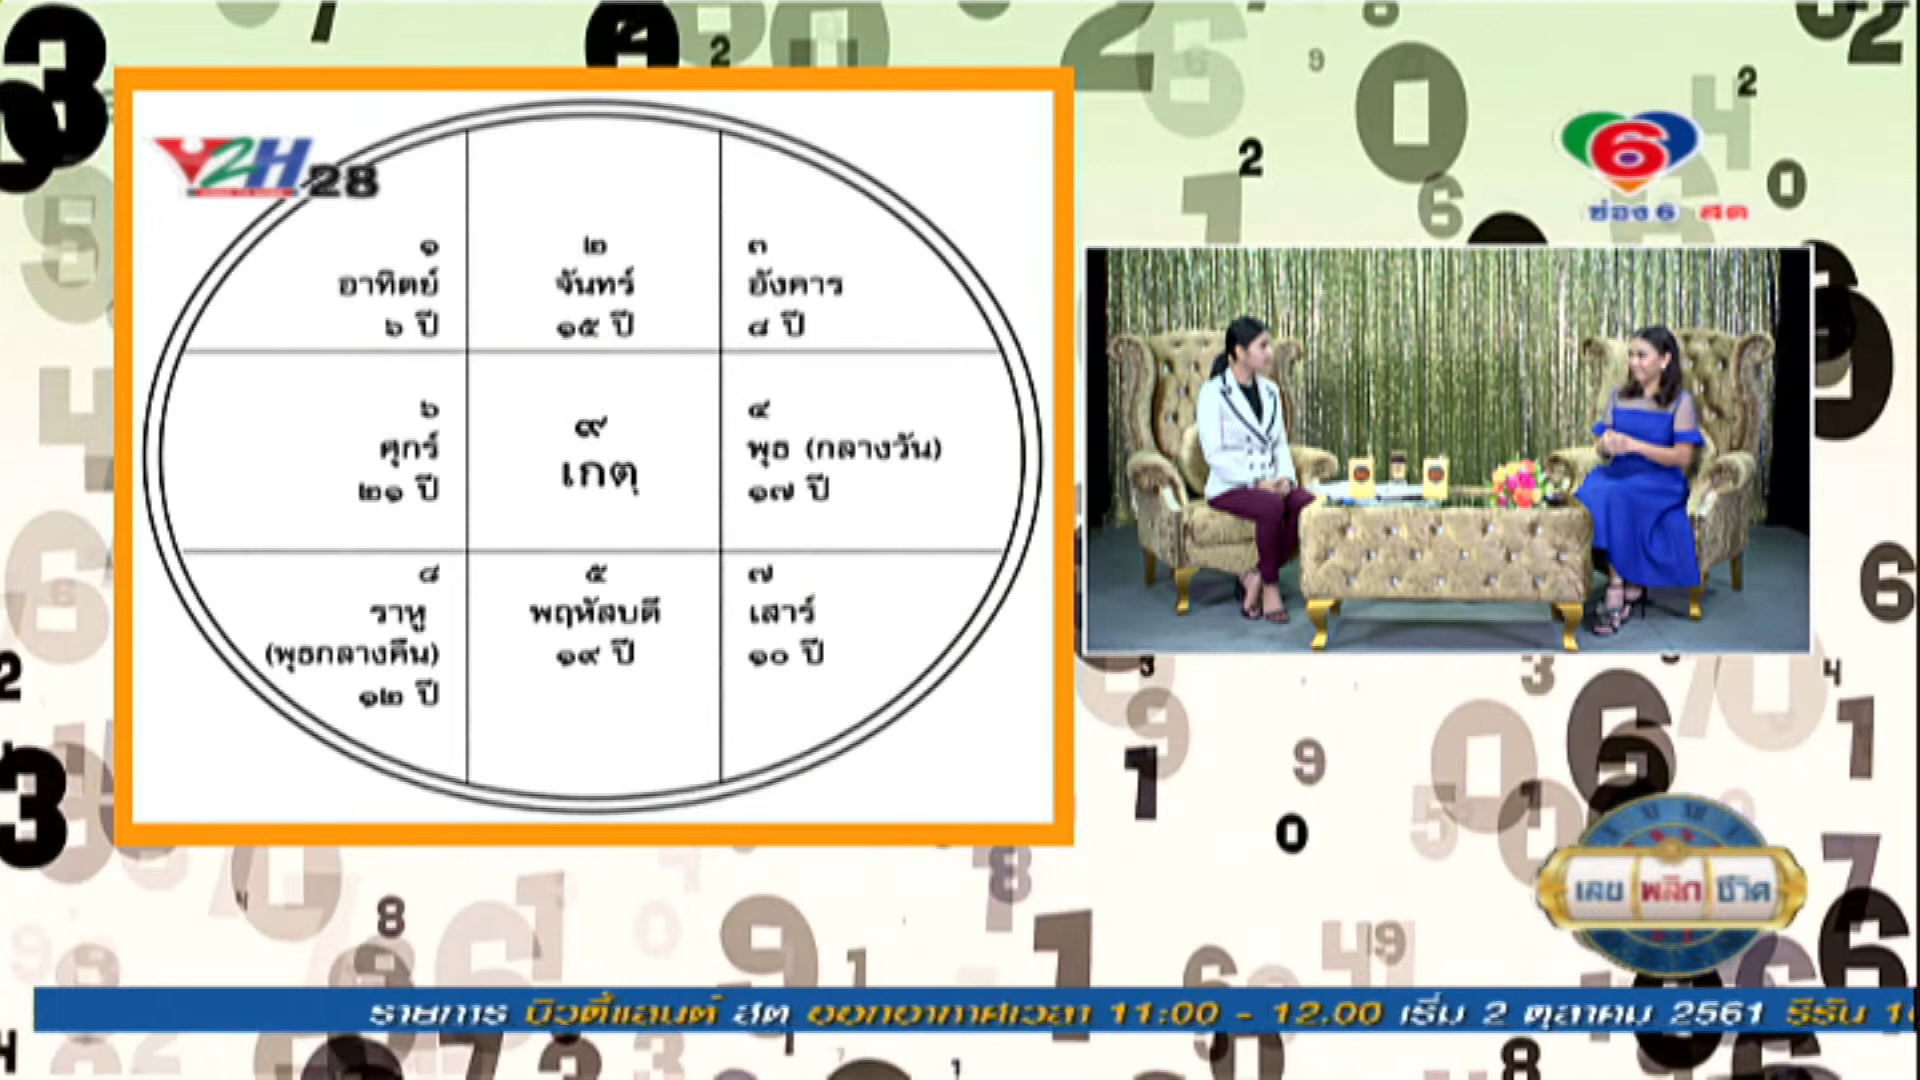 Y2H 28
๑
อาทิตย์
๖ ปี
๒
จันทร์
๑๕ ปี
๓
อังคาร
๘ ปี
๖
ศุกร์
๒๑ ปี
๙
เกตุ
๔
พุธ (กลางวัน)
๑๗ ปี
๘
ราหู
(พุธกลางคืน)
๑๒ ปี
๕
พฤหัสบดี
๑๙ ปี
๗
เสาร์
๑๐ ปี
6
ช่อง 6 สด
เลข พลิก ชีวิต
รายการ บิวตี้แลนด์ สด ออกอากาศเวลา 11:00 - 12.00 เริ่ม 2 ตุลาคม 2561 รีรัน